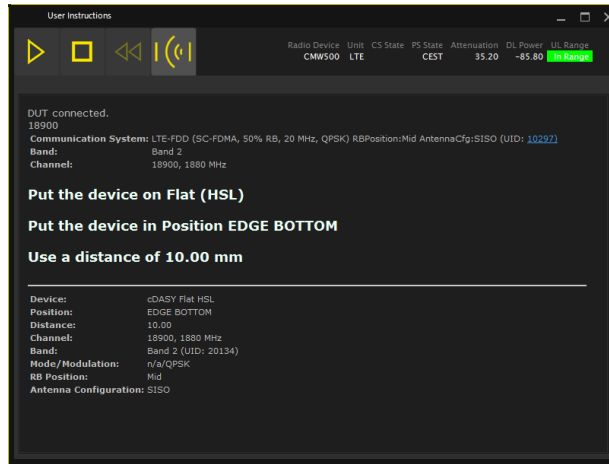 User Instructions
Radio Device Unit CS State PS State Attenuation DL Power UL Range
CMW500 LTE CEST 35.20 -85.80 In Range
DUT connected.
18900
Communication System: LTE-FDD (SC-FDMA, 50% RB, 20 MHz, QPSK) RBPosition:Mid AntennaCfg:SISO (UID: 10297)
Band: Band 2
Channel: 18900, 1880 MHz
Put the device on Flat (HSL)
Put the device in Position EDGE BOTTOM
Use a distance of 10.00 mm
Device: cDASY Flat HSL
Position: EDGE BOTTOM
Distance: 10.00
Channel: 18900, 1880 MHz
Band: Band 2 (UID: 20134)
Mode/Modulation: n/a/QPSK
RB Position: Mid
Antenna Configuration: SISO